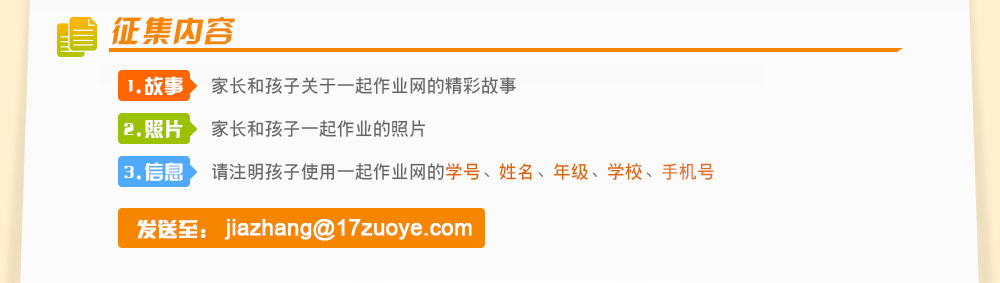 征集内容
1.故事 家长和孩子关于一起作业网的精彩故事
2.照片 家长和孩子一起作业的照片
3.信息 请注明孩子使用一起作业网的学号、姓名、年级、学校、手机号
发送至：jiazhang@17zuoye.com